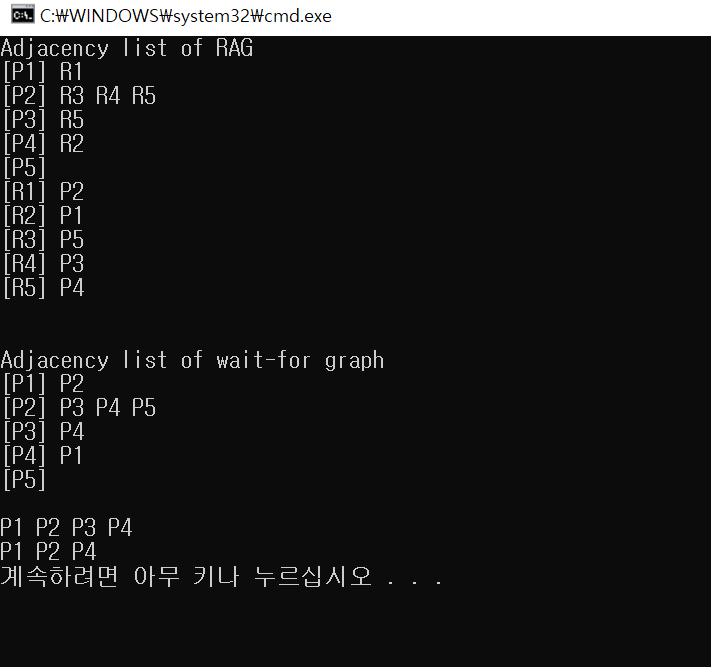 C:₩WINDOWS₩system32₩cmd.exe
Adjacency list of RAG
[P1] R1
[P2] R3 R4 R5
[P3] R5
[P4] R2
[P5]
[R1] P2
[R2] P1
[R3] P5
[R4] P3
[R5] P4
Adjacency list of wait-for graph
[P1] P2
[P2] P3 P4 P5
[P3] P4
[P4] P1
[P5]
P1 P2 P3 P4
P1 P2 P4
계속하려면 아무 키나 누르십시오 . . .